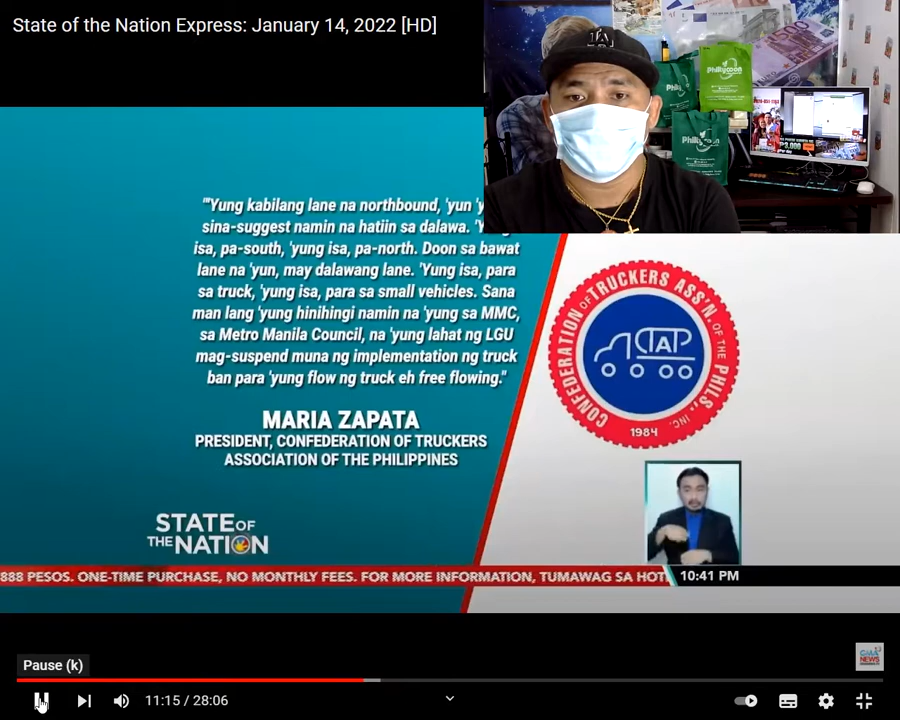 State of the Nation Express: January 14, 2022 [HD]
"'Yung kabilang lane na northbound, 'yun
sina-suggest namin na hatiin sa dalawa.
isa, pa-south, 'yung isa, pa-north. Doon sa bawat
lane na 'yun, may dalawang lane. 'Yung isa, para
sa truck, 'yung isa, para sa small vehicles. Sana
man lang 'yung hinihingi namin na 'yung sa MMC,
sa Metro Manila Council, na 'yung lahat ng LGU
mag-suspend muna ng implementation ng truck
ban para 'yung flow ng truck eh free flowing."
MARIA ZAPATA
PRESIDENT, CONFEDERATION OF TRUCKERS
ASSOCIATION OF THE PHILIPPINES
CONFEDERATION OF TRUCKERS ASS'N. OF THE PHILS., INC.
CTAP
1984
Philtycoon
Philtycoon
₱3,000
STATE OF
THE NATION
888 PESOS. ONE-TIME PURCHASE, NO MONTHLY FEES. FOR MORE INFORMATION, TUMAWAG SA HOT
10:41 PM
GMA
NEWS
Pause (k)
11:15 / 28:06